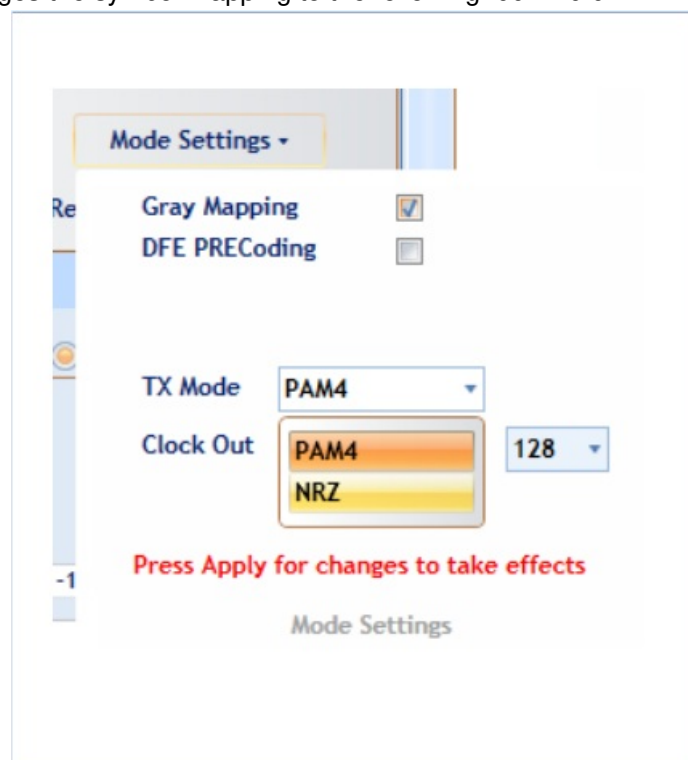 Mode Settings
Re
Gray Mapping
DFE PRECoding
TX Mode PAM4
Clock Out 128
PAM4
NRZ
Press Apply for changes to take effects
-1
Mode Settings